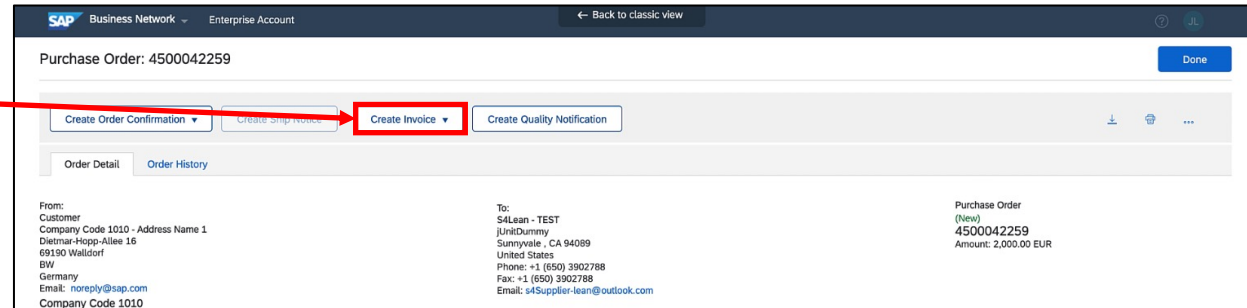 SAP Business Network Enterprise Account ← Back to classic view ? JL
Purchase Order: 4500042259 Done
Create Order Confirmation ▼ Create Ship Notice Create Invoice ▼ Create Quality Notification ...
Order Detail Order History
From:
Customer
Company Code 1010 - Address Name 1
Dietmar-Hopp-Allee 16
69190 Walldorf
BW
Germany
Email: noreply@sap.com
Company Code 1010
To:
S4Lean - TEST
jUnitDummy
Sunnyvale , CA 94089
United States
Phone: +1 (650) 3902788
Fax: +1 (650) 3902788
Email: s4Supplier-lean@outlook.com
Purchase Order
(New)
4500042259
Amount: 2,000.00 EUR